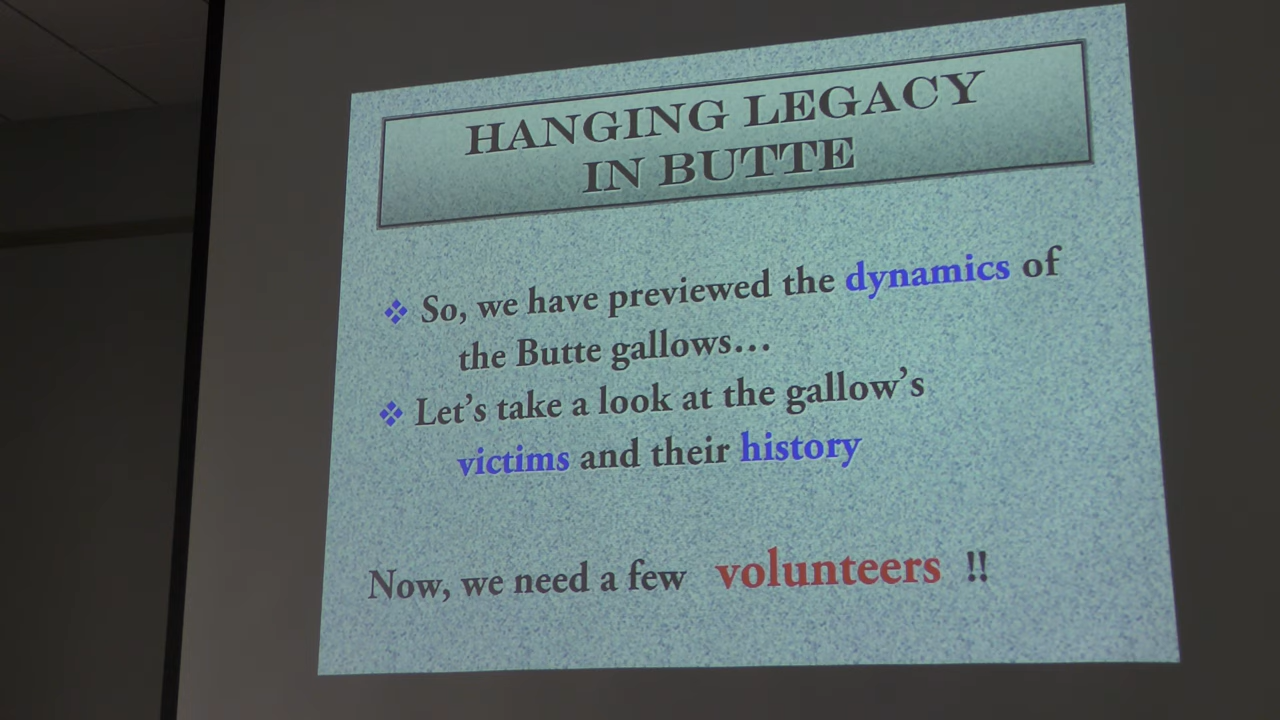 HANGING LEGACY
IN BUTTE
❖ So, we have previewed the dynamics of
the Butte gallows...
❖ Let's take a look at the gallow's
victims and their history
Now, we need a few volunteers !!